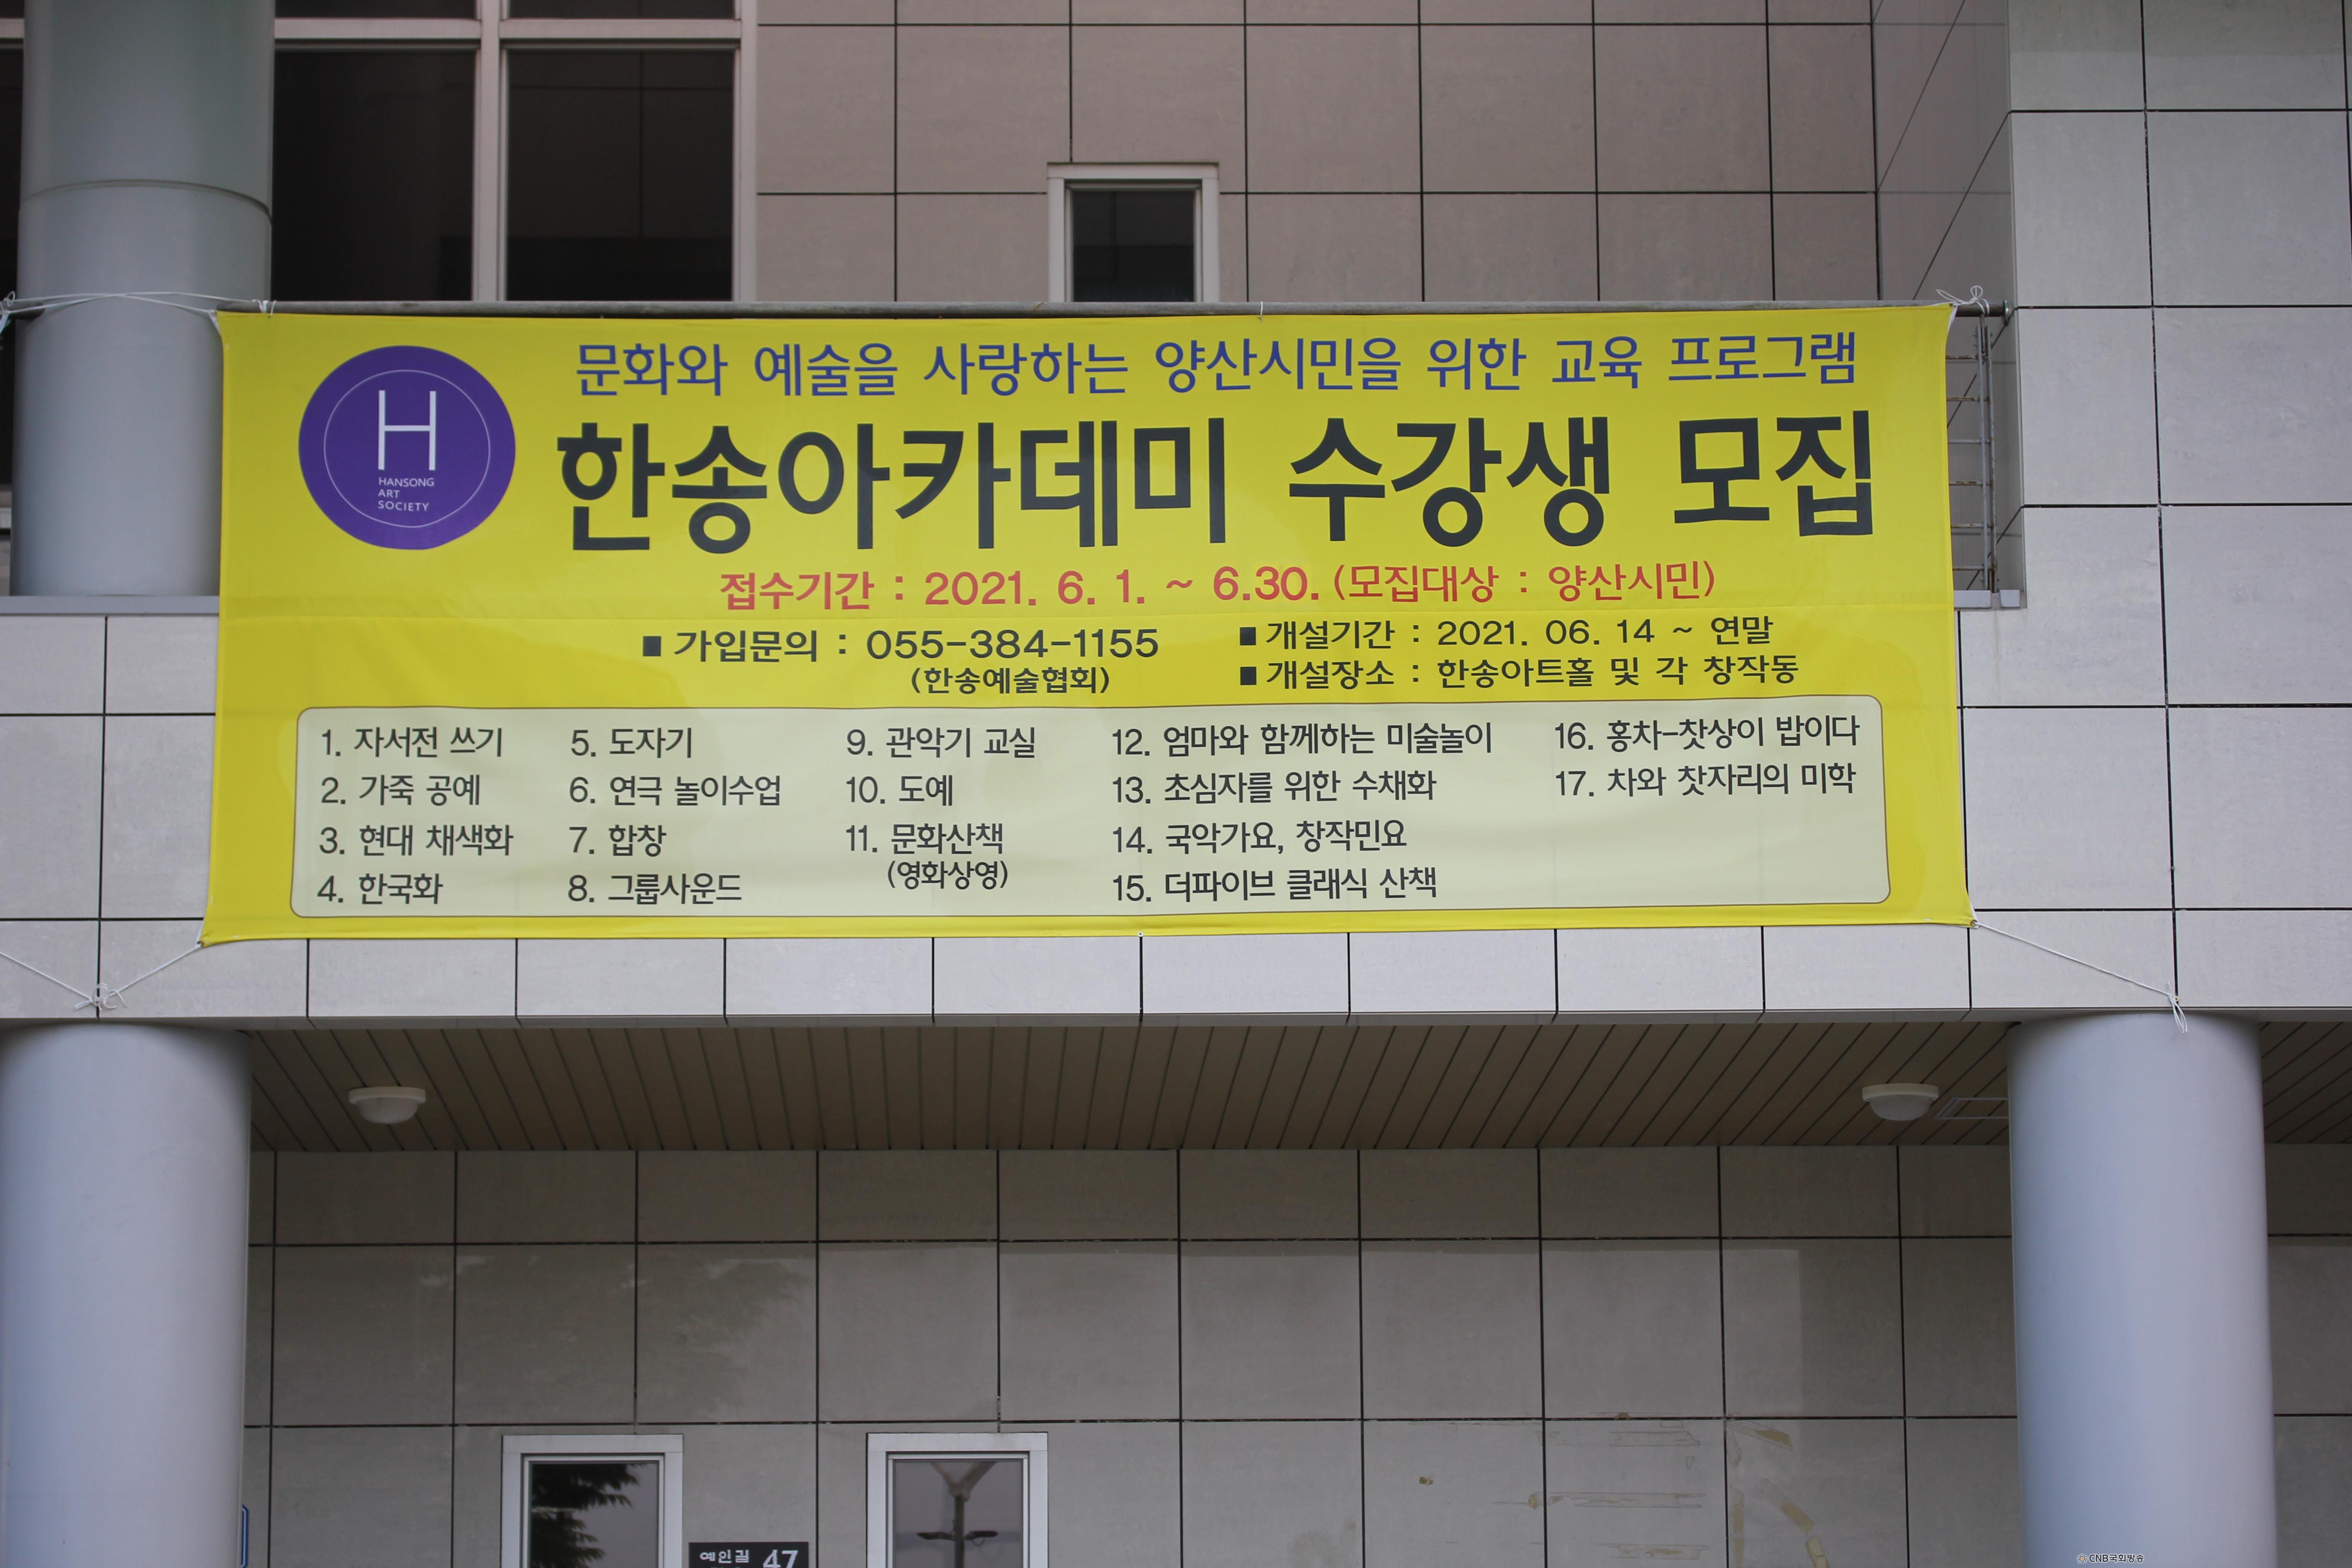 문화와 예술을 사랑하는 양산시민을 위한 교육 프로그램
H
HANSONG
ART
SOCIETY
한송아카데미 수강생 모집
접수기간 : 2021. 6. 1. ~ 6.30. (모집대상 : 양산시민)
■ 가입문의 : 055-384-1155
(한송예술협회)
■ 개설기간 : 2021. 06. 14 ~ 연말
■ 개설장소 : 한송아트홀 및 각 창작동
1. 자서전 쓰기
2. 가죽 공예
3. 현대 채색화
4. 한국화
5. 도자기
6. 연극 놀이수업
7. 합창
8. 그룹사운드
9. 관악기 교실
10. 도예
11. 문화산책
(영화상영)
12. 엄마와 함께하는 미술놀이
13. 초심자를 위한 수채화
14. 국악가요, 창작민요
15. 더파이브 클래식 산책
16. 홍차-찻상이 밥이다
17. 차와 찻자리의 미학
예인길 47
CNB국회방송